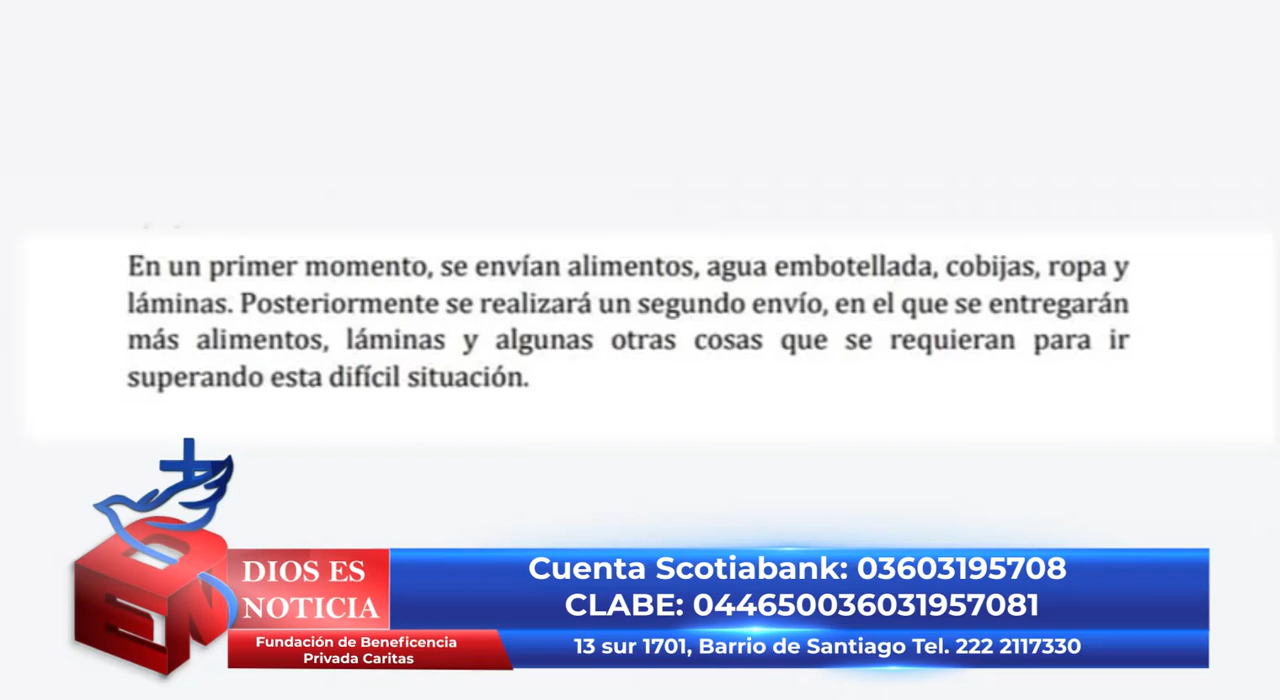 En un primer momento, se envían alimentos, agua embotellada, cobijas, ropa y
láminas. Posteriormente se realizará un segundo envío, en el que se entregarán
más alimentos, láminas y algunas otras cosas que se requieran para ir
superando esta difícil situación.
DEN
DIOS ES
NOTICIA
Cuenta Scotiabank: 03603195708
CLABE: 044650036031957081
Fundación de Beneficencia
Privada Caritas
13 sur 1701, Barrio de Santiago Tel. 222 2117330